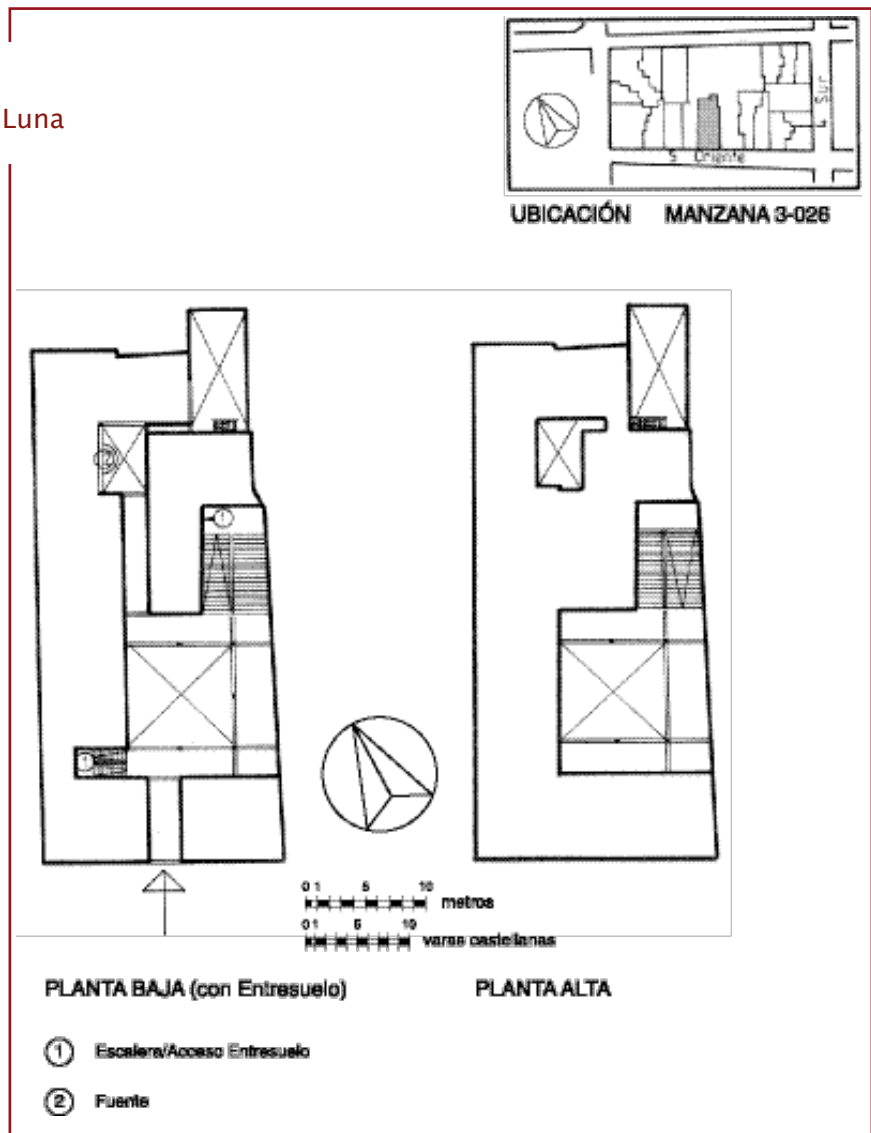 Luna
4 Sur
5 Oriente
UBICACIÓN MANZANA 3-026
2
1
1
0 1 5 10
metros
0 1 5 10
varas castellanas
PLANTA BAJA (con Entresuelo) PLANTA ALTA
1 Escalera/Acceso Entresuelo
2 Fuente